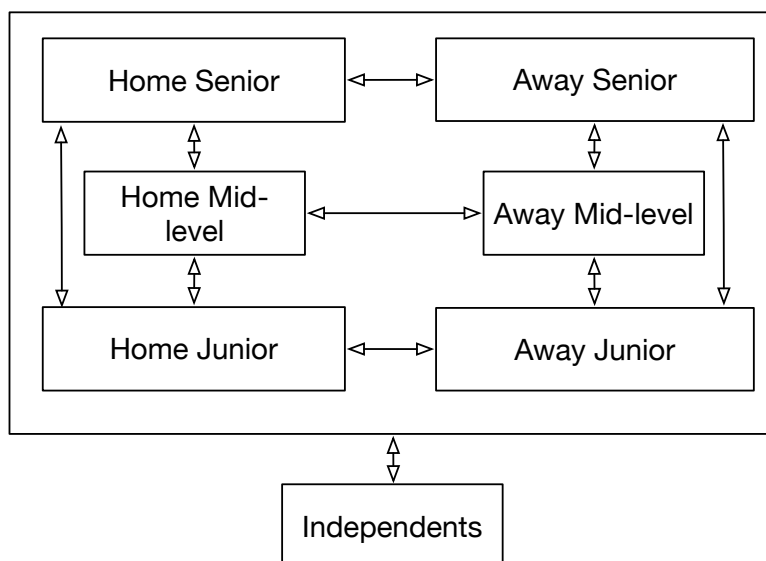 Home Senior
Away Senior
Home Mid-
level
Away Mid-level
Home Junior
Away Junior
Independents